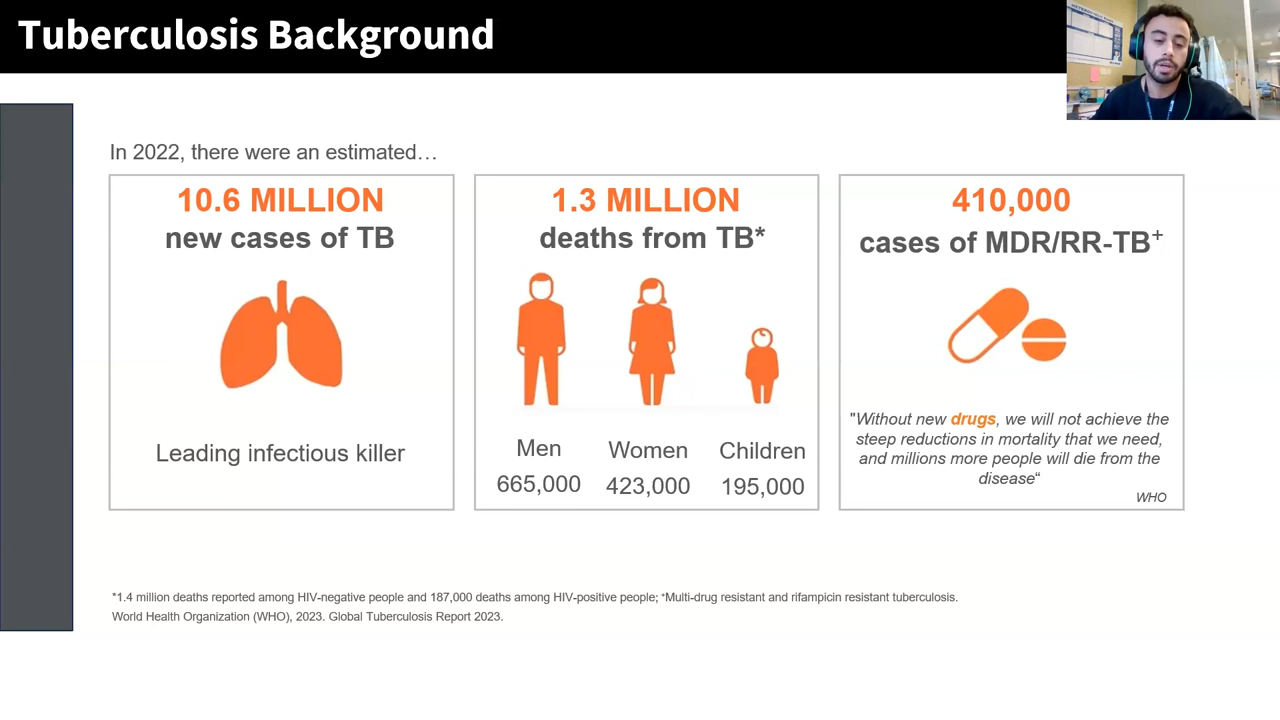 Tuberculosis Background
In 2022, there were an estimated…
10.6 MILLION
new cases of TB
Leading infectious killer
1.3 MILLION
deaths from TB*
Men
665,000
Women
423,000
Children
195,000
410,000
cases of MDR/RR-TB⁺
"Without new drugs, we will not achieve the
steep reductions in mortality that we need,
and millions more people will die from the
disease“
WHO
*1.4 million deaths reported among HIV-negative people and 187,000 deaths among HIV-positive people; ⁺Multi-drug resistant and rifampicin resistant tuberculosis.
World Health Organization (WHO), 2023. Global Tuberculosis Report 2023.